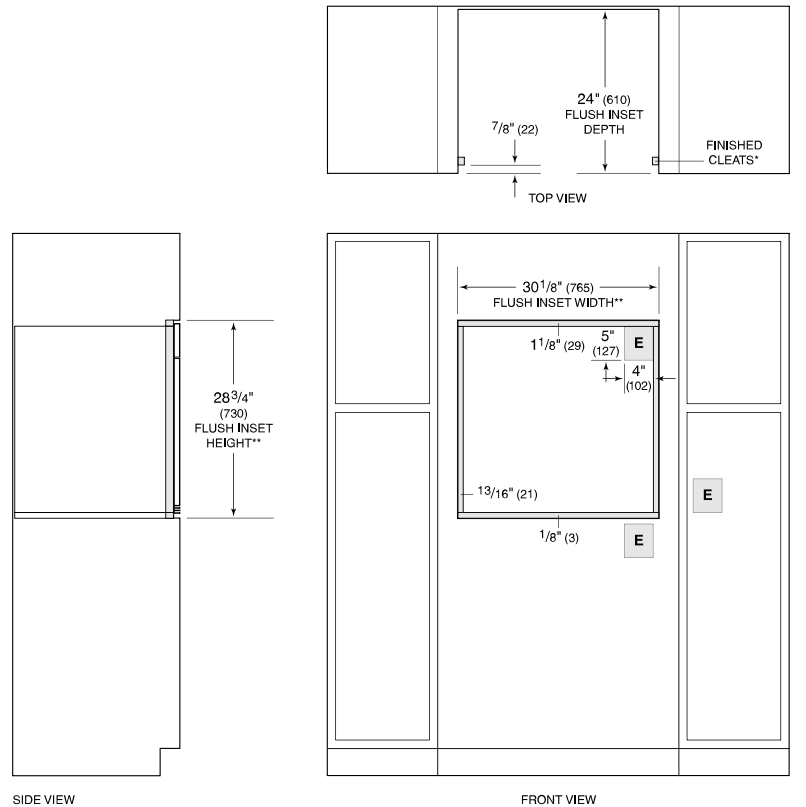 24" (610)
FLUSH INSET
DEPTH
7/8" (22)
FINISHED
CLEATS*
TOP VIEW
30 1/8" (765)
FLUSH INSET WIDTH**
1 1/8" (29)
5"
(127)
E
4"
(102)
28 3/4"
(730)
FLUSH INSET
HEIGHT**
13/16" (21)
E
1/8" (3)
E
SIDE VIEW
FRONT VIEW